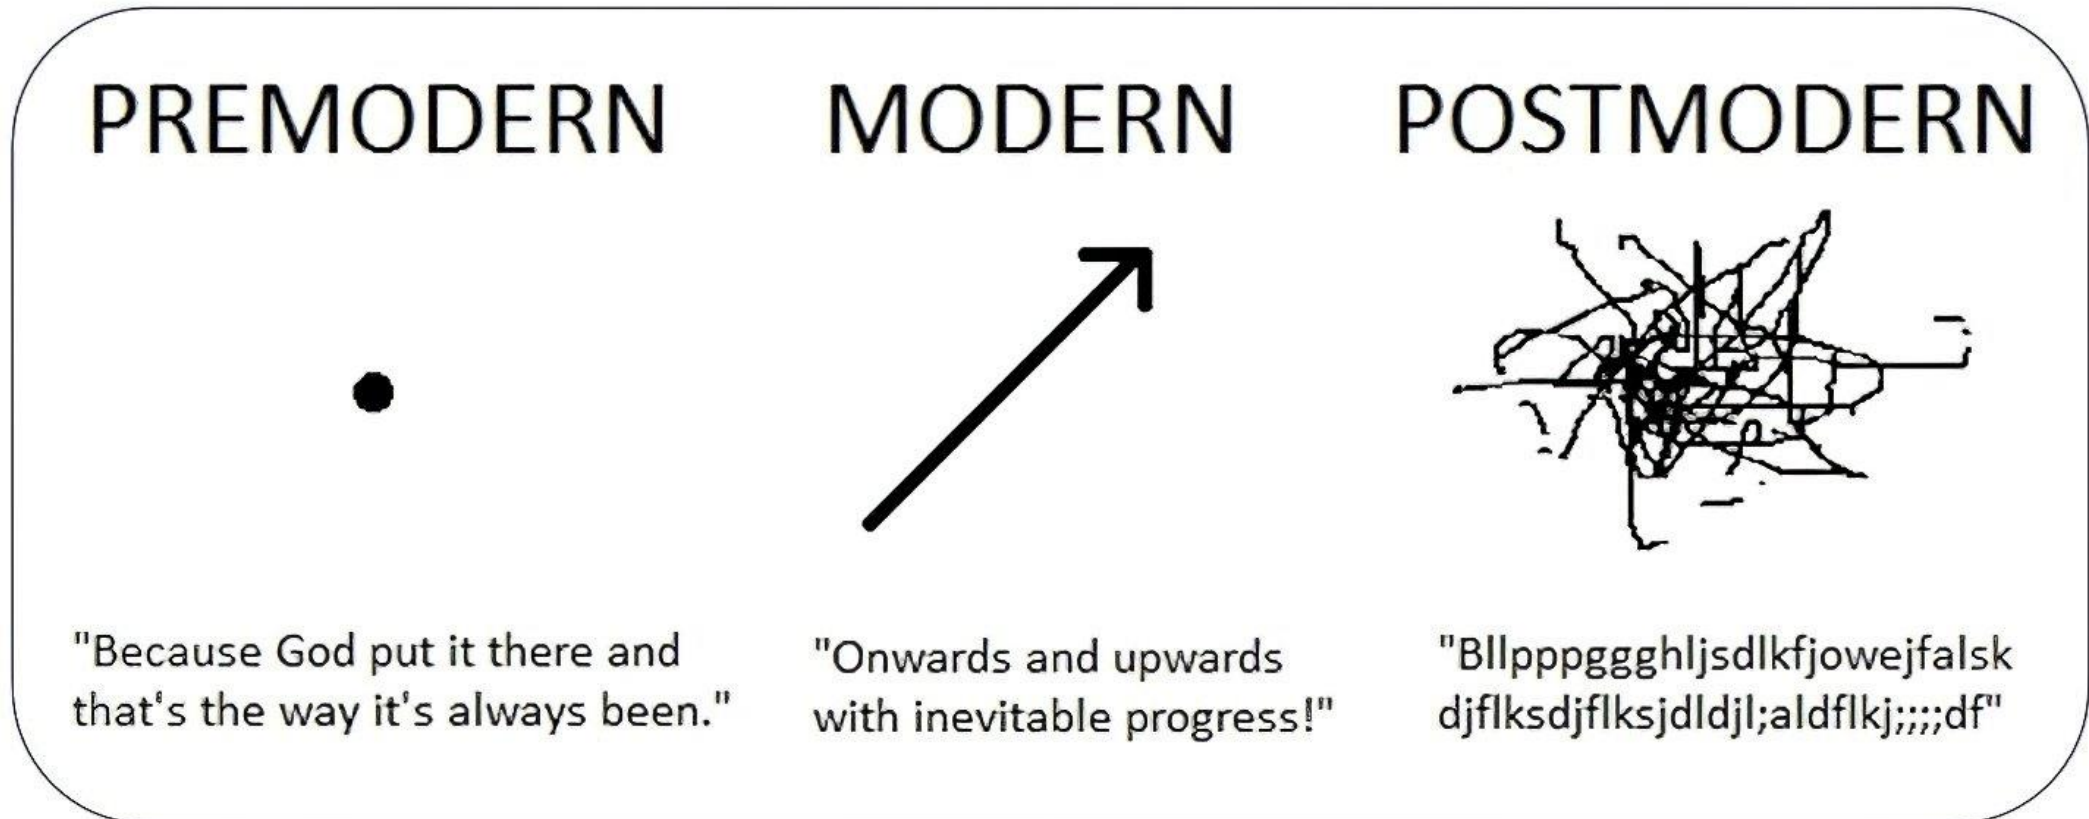 PREMODERN
MODERN
POSTMODERN
"Because God put it there and
that's the way it's always been."
"Onwards and upwards
with inevitable progress!"
"Bllpppggghljsdlkfjowejfalsk
djflksdjflksjdldjl;aldflkj;;;;df"